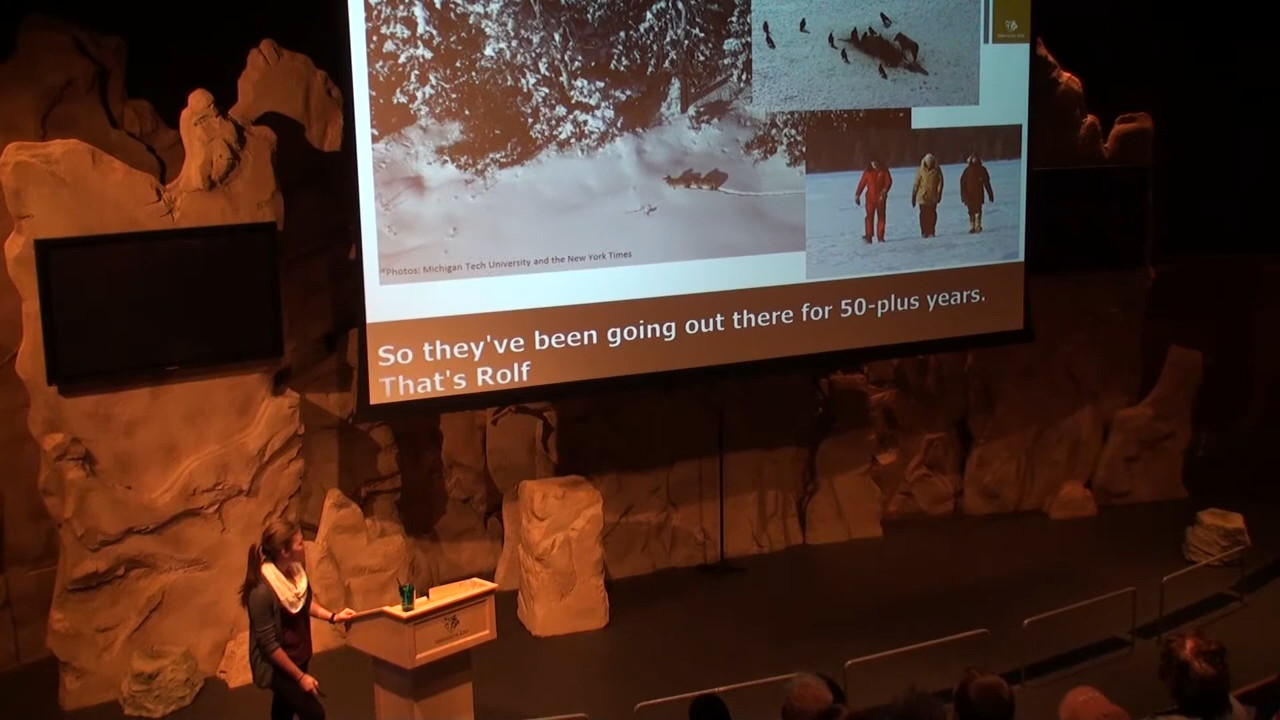 Photos: Michigan Tech University and the New York Times
So they've been going out there for 50-plus years.
That's Rolf